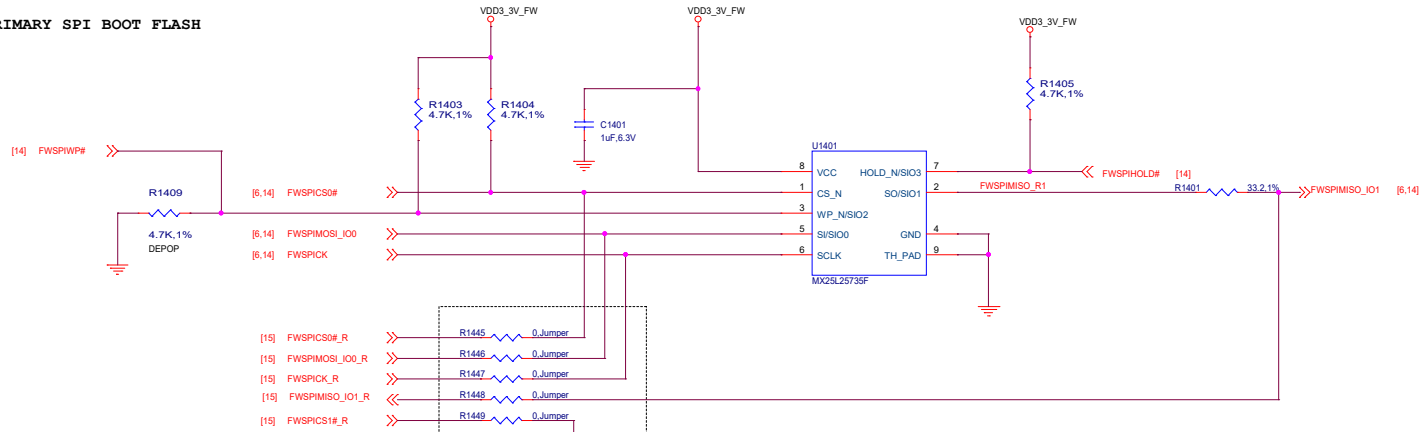 RIMARY SPI BOOT FLASH
VDD3_3V_FW
VDD3_3V_FW
VDD3_3V_FW
R1403
4.7K,1%
R1404
4.7K,1%
R1405
4.7K,1%
C1401
1uF,6.3V
[14] FWSPIWP#
U1401
8 VCC HOLD_N/SIO3 7
FWSPIHOLD# [14]
R1409
4.7K,1%
DEPOP
[6,14] FWSPICS0#
1 CS_N SO/SIO1 2
FWSPIMISO_R1 R1401 33.2,1% FWSPIMISO_IO1 [6,14]
3 WP_N/SIO2
[6,14] FWSPIMOSI_IO0
5 SI/SIO0 GND 4
[6,14] FWSPICK
6 SCLK TH_PAD 9
MX25L25735F
[15] FWSPICS0#_R R1445 0,Jumper
[15] FWSPIMOSI_IO0_R R1446 0,Jumper
[15] FWSPICK_R R1447 0,Jumper
[15] FWSPIMISO_IO1_R R1448 0,Jumper
[15] FWSPICS1#_R R1449 0,Jumper